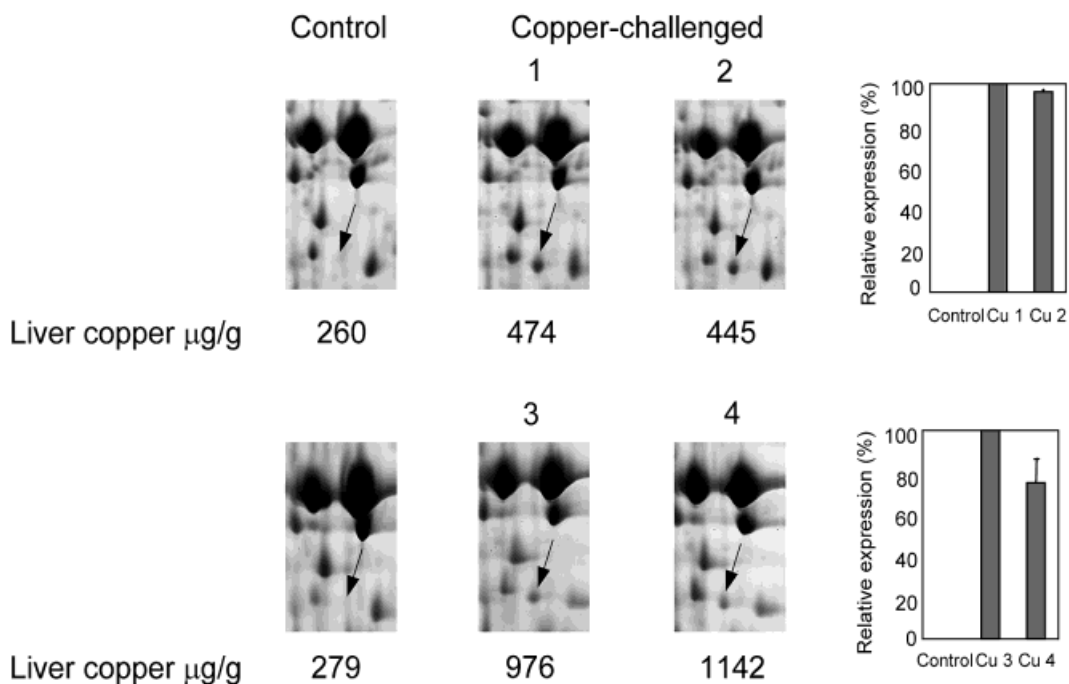 Control Copper-challenged
1 2
Relative expression (%)
100
80
60
40
20
0
Control Cu 1 Cu 2
Liver copper µg/g 260 474 445
3 4
Relative expression (%)
100
80
60
40
20
0
Control Cu 3 Cu 4
Liver copper µg/g 279 976 1142